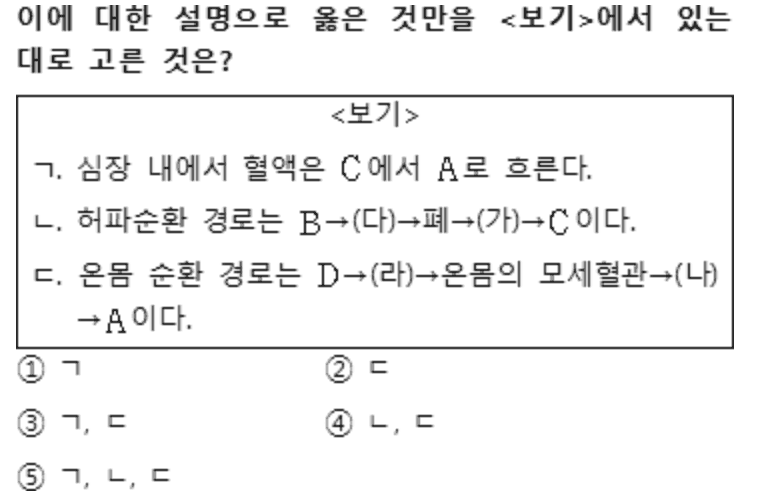 이에 대한 설명으로 옳은 것만을 <보기>에서 있는
대로 고른 것은?
<보기>
ㄱ. 심장 내에서 혈액은 C에서 A로 흐른다.
ㄴ. 허파순환 경로는 B→(다)→폐→(가)→C이다.
ㄷ. 온몸 순환 경로는 D→(라)→온몸의 모세혈관→(나)
→A이다.
① ㄱ ② ㄷ
③ ㄱ, ㄷ ④ ㄴ, ㄷ
⑤ ㄱ, ㄴ, ㄷ